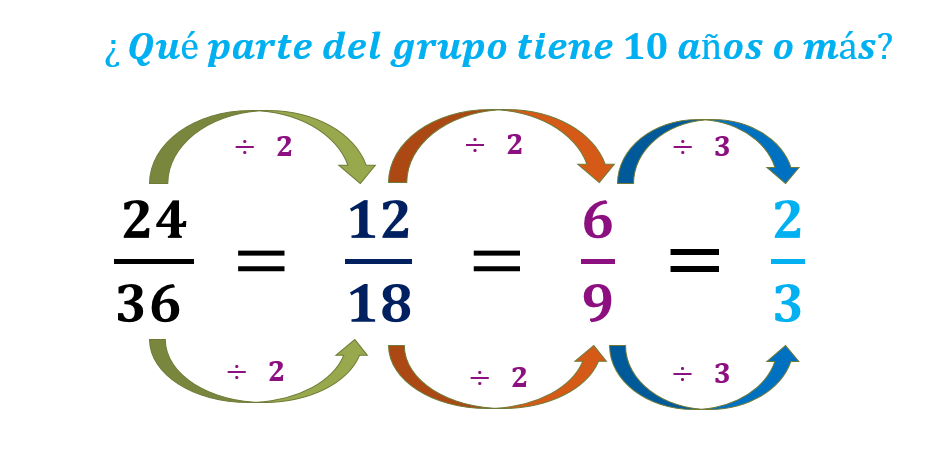 ¿ Qué parte del grupo tiene 10 años o más?
÷ 2 ÷ 2 ÷ 3
24/36 = 12/18 = 6/9 = 2/3
÷ 2 ÷ 2 ÷ 3